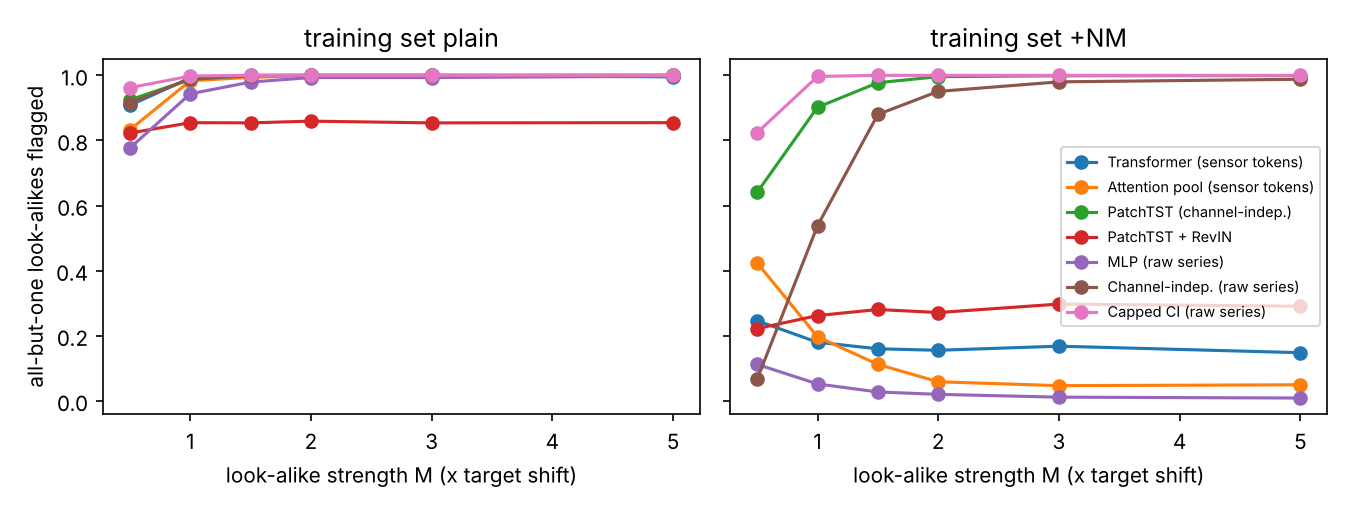 training set plain
training set +NM
all-but-one look-alikes flagged
1.0
0.8
0.6
0.4
0.2
0.0
1 2 3 4 5
look-alike strength M (x target shift)
Transformer (sensor tokens)
Attention pool (sensor tokens)
PatchTST (channel-indep.)
PatchTST + RevIN
MLP (raw series)
Channel-indep. (raw series)
Capped CI (raw series)
1 2 3 4 5
look-alike strength M (x target shift)